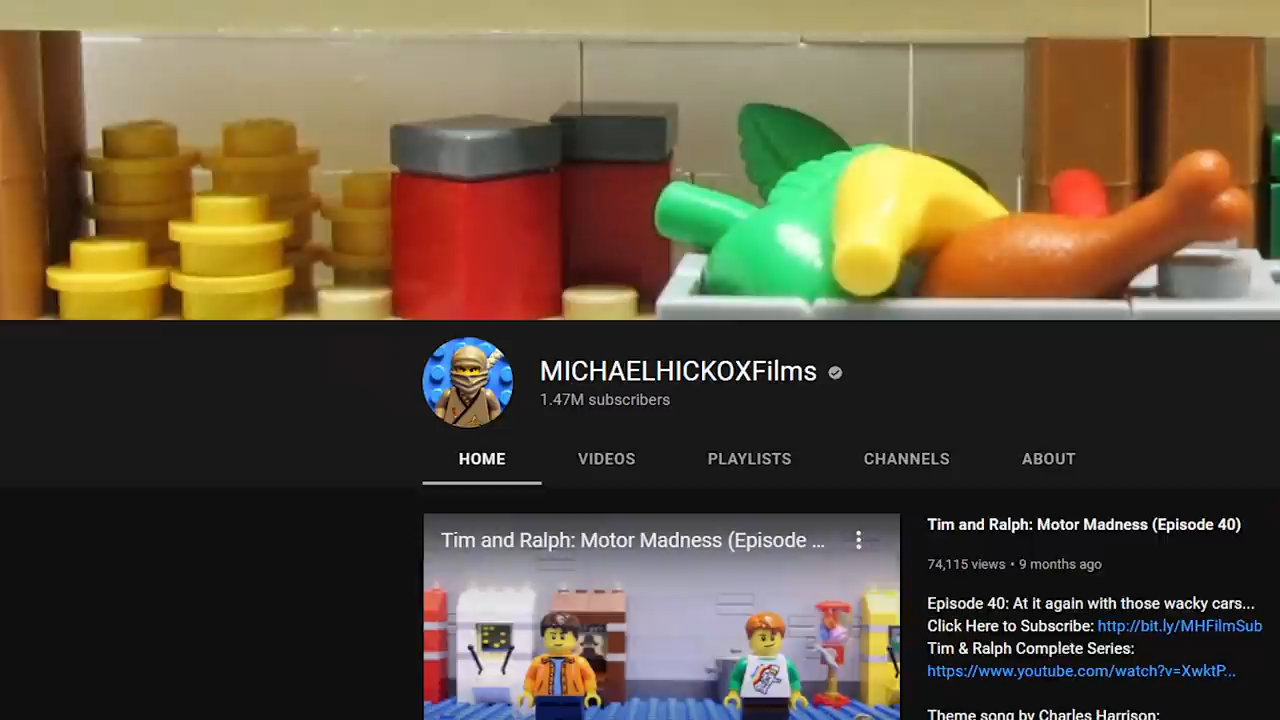 MICHAELHICKOXFilms
1.47M subscribers
HOME VIDEOS PLAYLISTS CHANNELS ABOUT
Tim and Ralph: Motor Madness (Episode ...
Tim and Ralph: Motor Madness (Episode 40)
74,115 views • 9 months ago
Episode 40: At it again with those wacky cars...
Click Here to Subscribe: http://bit.ly/MHFilmSub
Tim & Ralph Complete Series:
https://www.youtube.com/watch?v=XwktP...
Theme song by Charles Harrison: